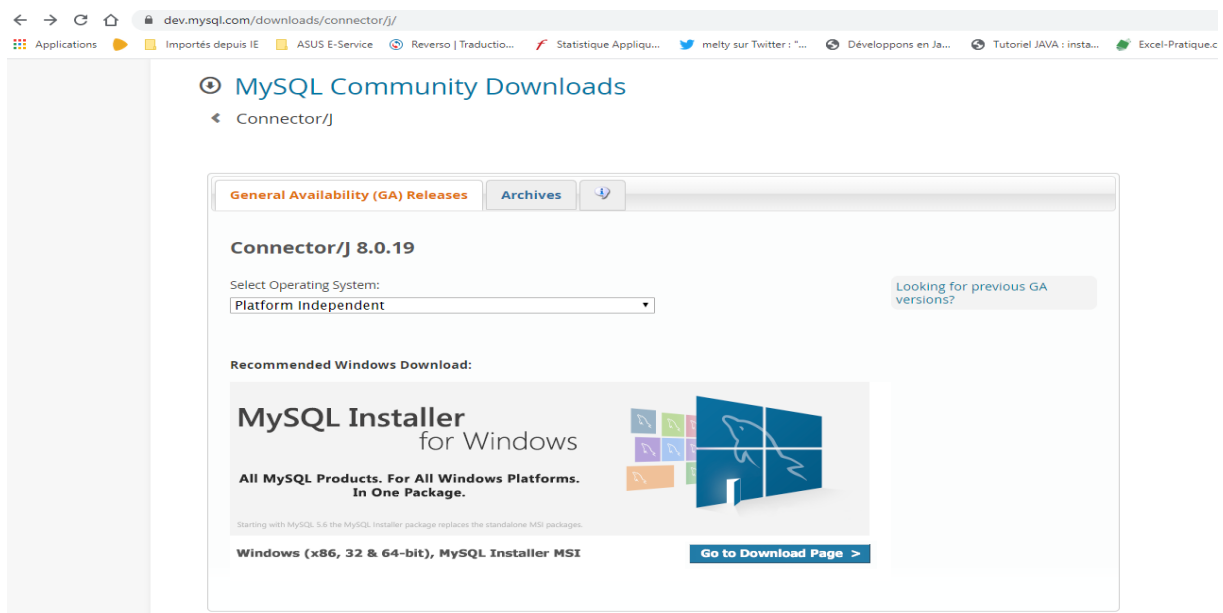 dev.mysql.com/downloads/connector/j/
Applications Importés depuis IE ASUS E-Service Reverso | Traductio... Statistique Appliqu... melty sur Twitter : "... Développons en Ja... Tutoriel JAVA : insta... Excel-Pratique.c
MySQL Community Downloads
Connector/J
General Availability (GA) Releases Archives
Connector/J 8.0.19
Select Operating System:
Platform Independent
Looking for previous GA
versions?
Recommended Windows Download:
MySQL Installer
for Windows
All MySQL Products. For All Windows Platforms.
In One Package.
Starting with MySQL 5.6 the MySQL Installer package replaces the standalone MSI packages.
Windows (x86, 32 & 64-bit), MySQL Installer MSI
Go to Download Page >